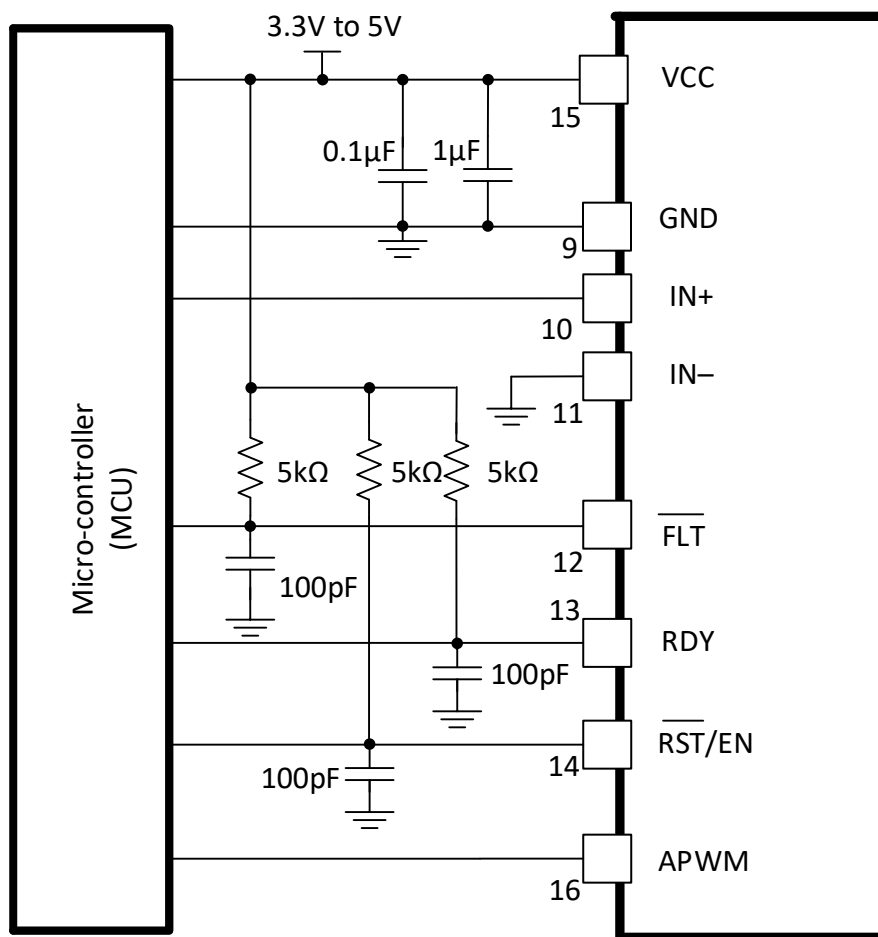 3.3V to 5V
VCC
15
0.1µF
1µF
GND
9
IN+
10
IN–
11
Micro-controller
(MCU)
5kΩ
5kΩ
5kΩ
FLT
12
100pF
13
RDY
100pF
RST/EN
14
100pF
APWM
16